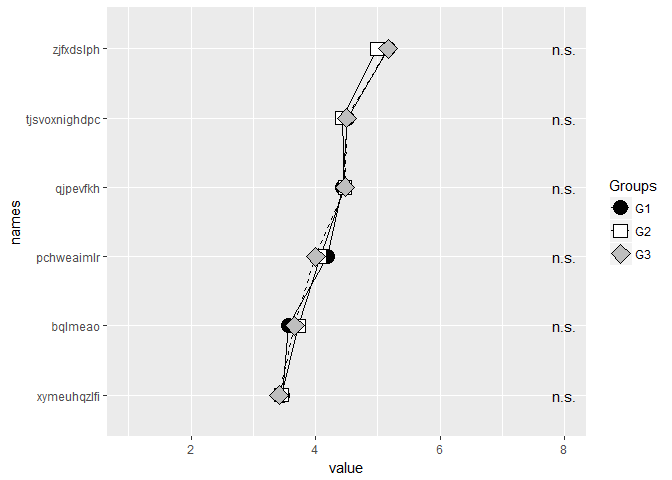 zjfxdslph
n.s.
tjsvoxnighdpc
n.s.
qjpevfkh
n.s.
pchweaimlr
n.s.
bqlmeao
n.s.
xymeuhqzlfi
n.s.
names
2
4
6
8
value
Groups
G1
G2
G3